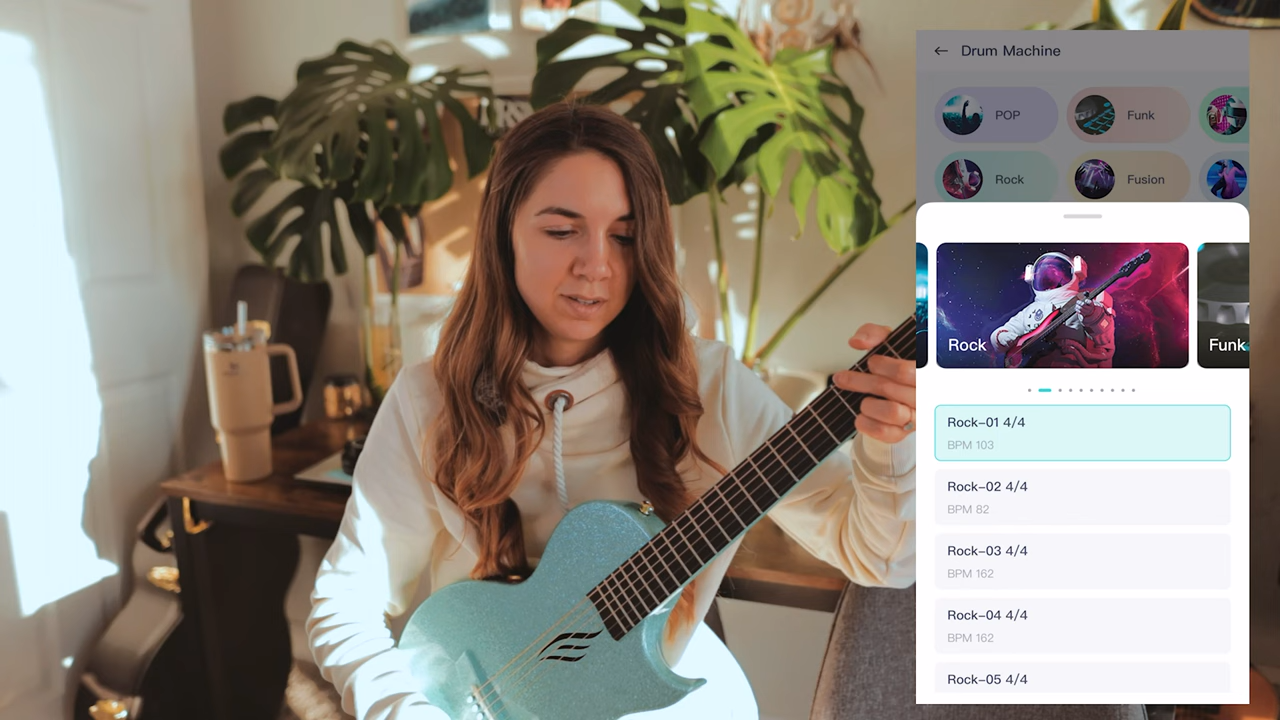 Drum Machine
POP
Funk
Rock
Fusion
Rock
Funk
Rock-01 4/4
BPM 103
Rock-02 4/4
BPM 82
Rock-03 4/4
BPM 162
Rock-04 4/4
BPM 162
Rock-05 4/4